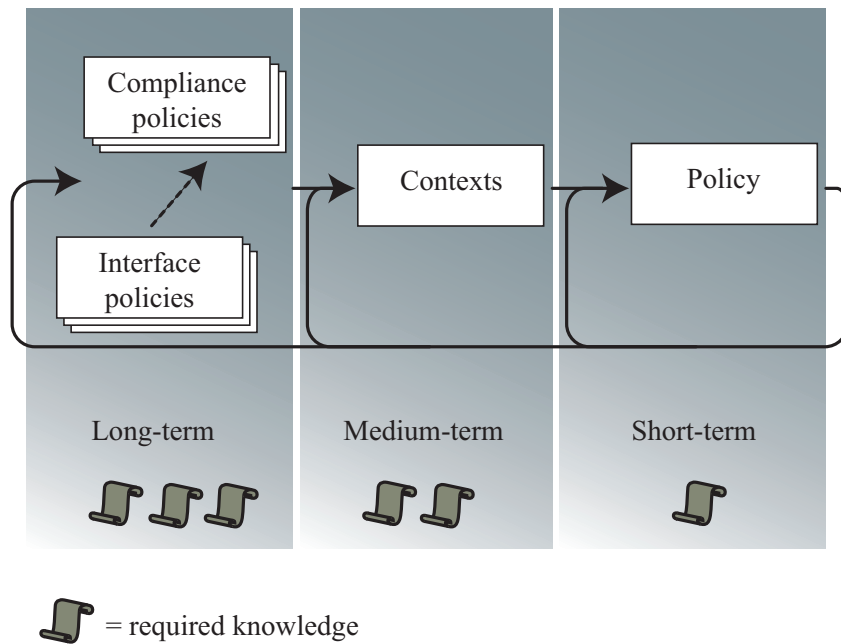 Compliance
policies
Interface
policies
Contexts
Policy
Long-term
Medium-term
Short-term
= required knowledge